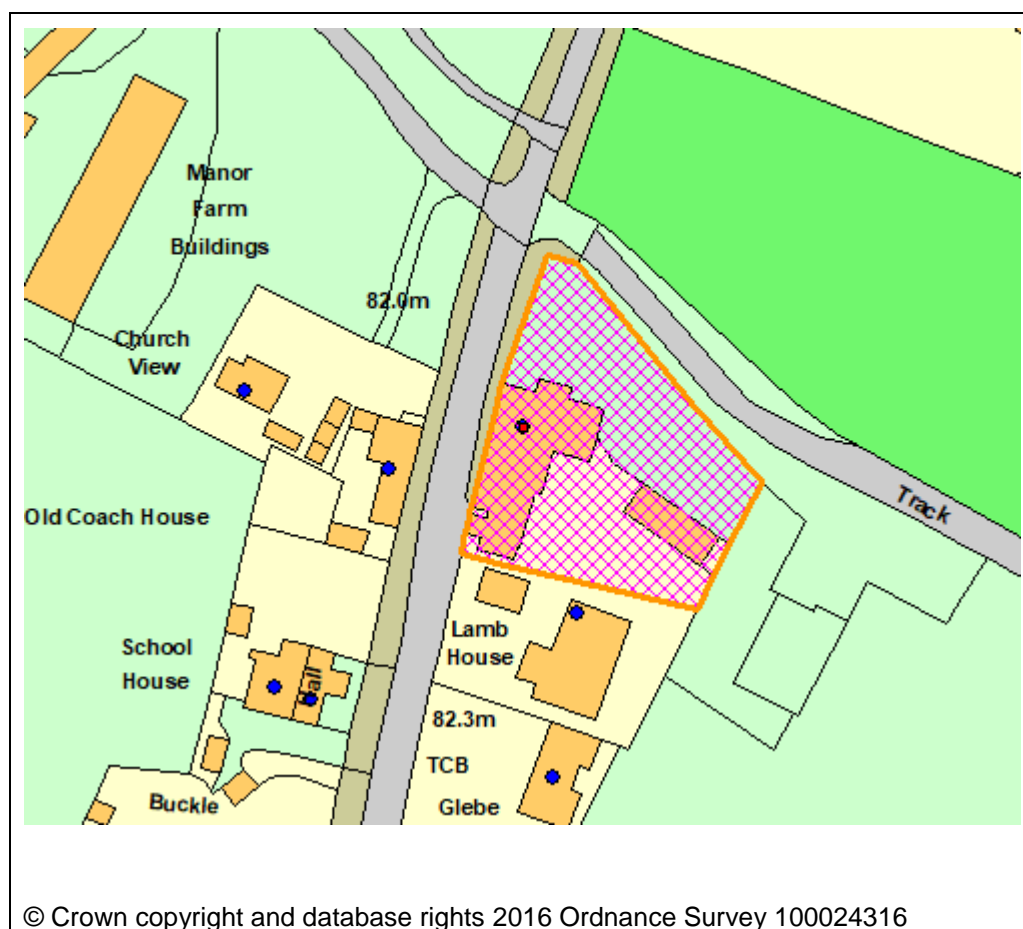 Manor
Farm
Buildings
82.0m
Church
View
Old Coach House
Track
School
House
Hall
Lamb
House
82.3m
TCB
Glebe
Buckle
© Crown copyright and database rights 2016 Ordnance Survey 100024316